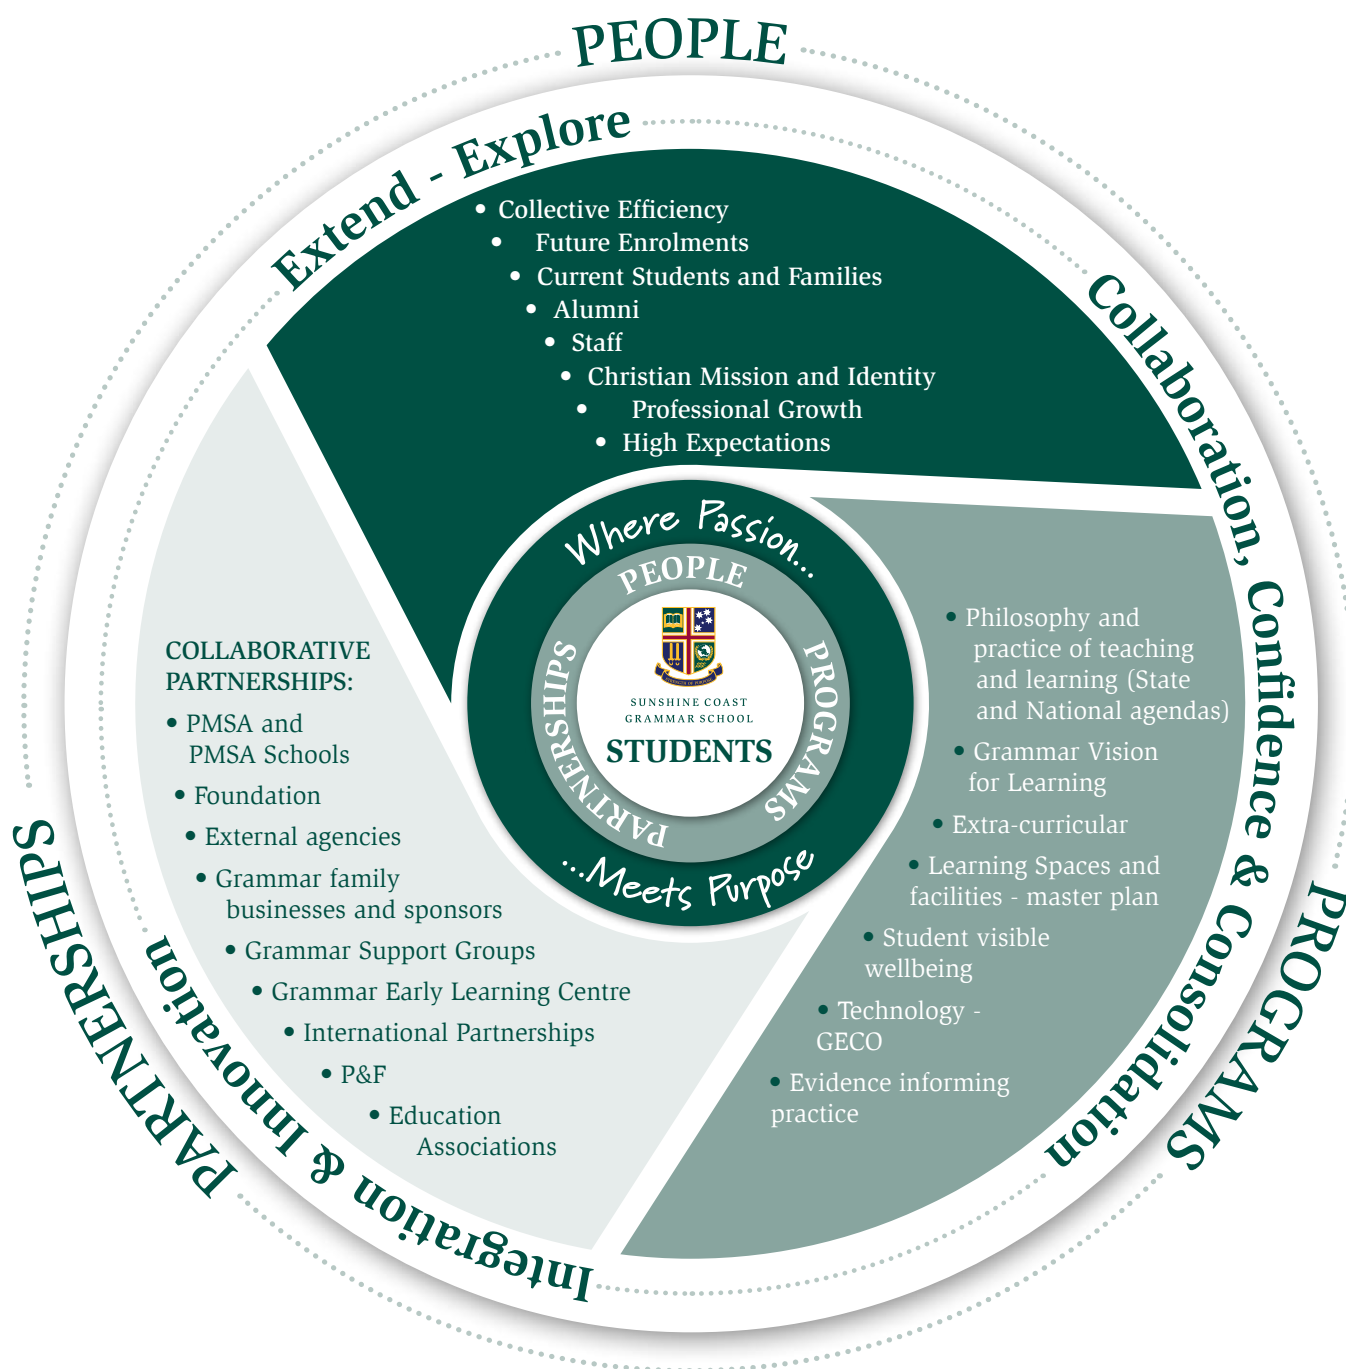 PEOPLE
Extend - Explore
• Collective Efficiency
• Future Enrolments
• Current Students and Families
• Alumni
• Staff
• Christian Mission and Identity
• Professional Growth
• High Expectations
Collaboration, Confidence & Consolidation
PROGRAMS
• Philosophy and
practice of teaching
and learning (State
and National agendas)
• Grammar Vision
for Learning
• Extra-curricular
• Learning Spaces and
facilities - master plan
• Student visible
wellbeing
• Technology -
GECO
• Evidence informing
practice
PARTNERSHIPS
Integration & Innovation
COLLABORATIVE
PARTNERSHIPS:
• PMSA and
PMSA Schools
• Foundation
• External agencies
• Grammar family
businesses and sponsors
• Grammar Support Groups
• Grammar Early Learning Centre
• International Partnerships
• P&F
• Education
Associations
Where Passion...
PEOPLE
PROGRAMS
PARTNERSHIPS
SUNSHINE COAST
GRAMMAR SCHOOL
STUDENTS
...Meets Purpose